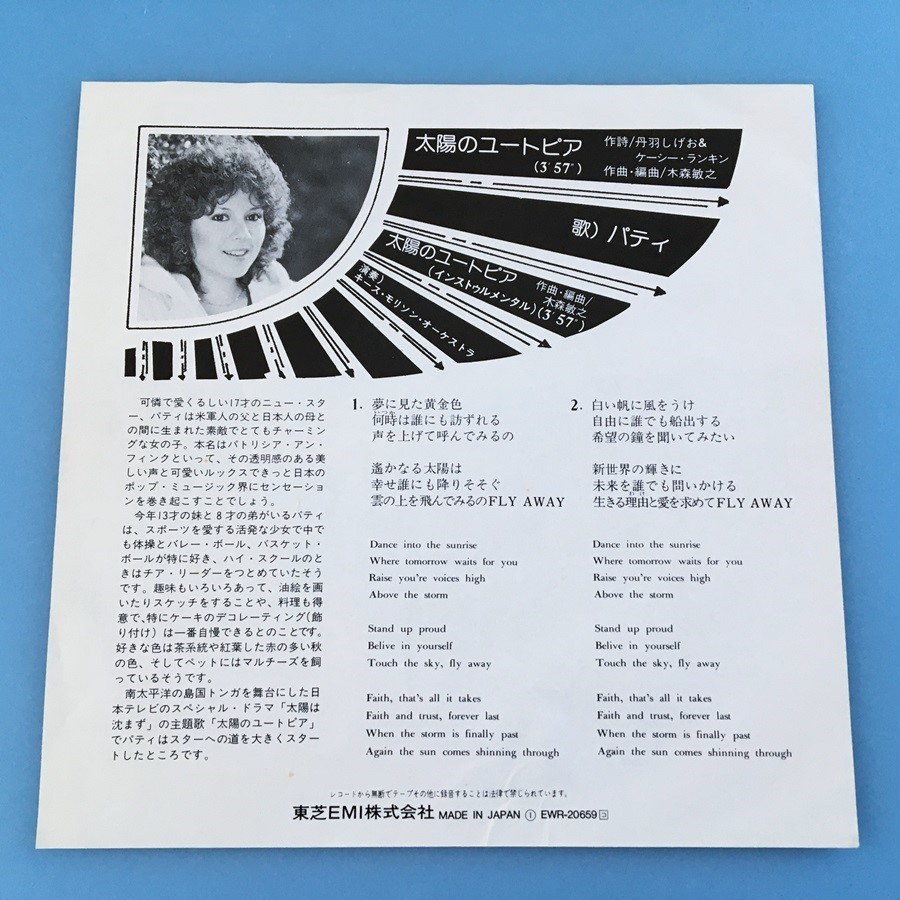 太陽のユートピア
(3′57″)
作詩/丹羽しげお&
ケーシー・ランキン
作曲・編曲/木森敏之
歌）パティ
太陽のユートピア
(インストゥルメンタル)(3′57″)
作曲・編曲/
木森敏之
演奏）
キース・モリソン・オーケストラ
可憐で愛くるしい17才のニュー・スタ
ー、パティは米軍人の父と日本人の母と
の間に生まれた素敵でとてもチャーミン
グな女の子。本名はパトリシア・アン・
フィンクといって、その透明感のある美
しい声と可愛いルックスできっと日本の
ポップ・ミュージック界にセンセーショ
ンを巻き起こすことでしょう。
今年13才の妹と8才の弟がいるパティ
は、スポーツを愛する活発な少女で中で
も体操とバレー・ボール、バスケット・
ボールが特に好き、ハイ・スクールのと
きはチア・リーダーをつとめていたそう
です。趣味もいろいろあって、油絵を画
いたりスケッチをすることや、料理も得
意で、特にケーキのデコレーティング(飾
り付け)は一番自慢できるとのことです。
好きな色は茶系統や紅葉した赤の多い秋
の色、そしてペットにはマルチーズを飼
っているそうです。
南太平洋の島国トンガを舞台にした日
本テレビのスペシャル・ドラマ「太陽は
沈まず」の主題歌「太陽のユートピア」
でパティはスターへの道を大きくスター
トしたところです。
1. 夢に見た黄金色
何時は誰にも訪ずれる
声を上げて呼んでみるの
遙かなる太陽は
幸せ誰にも降りそそぐ
雲の上を飛んでみるのFLY AWAY
Dance into the sunrise
Where tomorrow waits for you
Raise you're voices high
Above the storm
Stand up proud
Belive in yourself
Touch the sky, fly away
Faith, that's all it takes
Faith and trust, forever last
When the storm is finally past
Again the sun comes shinning through
2. 白い帆に風をうけ
自由に誰でも船出する
希望の鐘を聞いてみたい
新世界の輝きに
未来を誰でも問いかける
生きる理由と愛を求めてFLY AWAY
Dance into the sunrise
Where tomorrow waits for you
Raise you're voices high
Above the storm
Stand up proud
Belive in yourself
Touch the sky, fly away
Faith, that's all it takes
Faith and trust, forever last
When the storm is finally past
Again the sun comes shinning through
レコードから無断でテープその他に録音することは法律で禁じられています。
東芝EMI株式会社 MADE IN JAPAN ① EWR-20659 コ